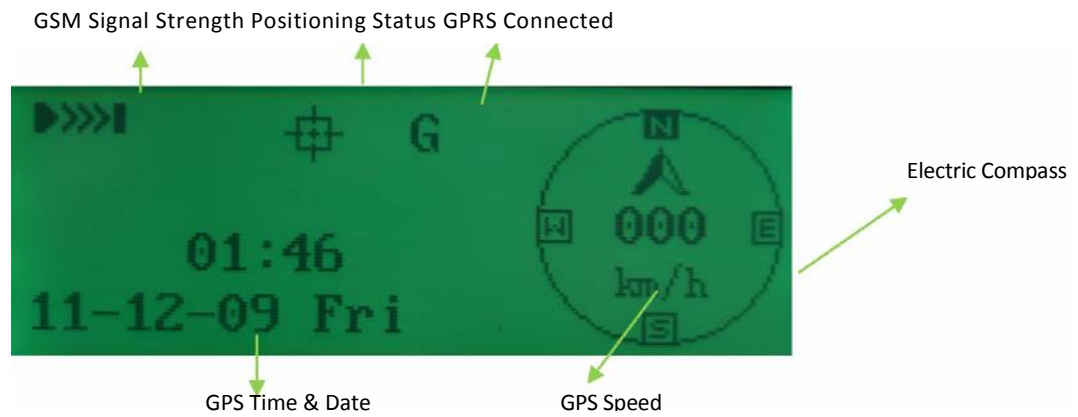 GSM Signal Strength Positioning Status GPRS Connected
G
N
Electric Compass
W 000 E
01:46
km/h
11-12-09 Fri
S
GPS Time & Date GPS Speed